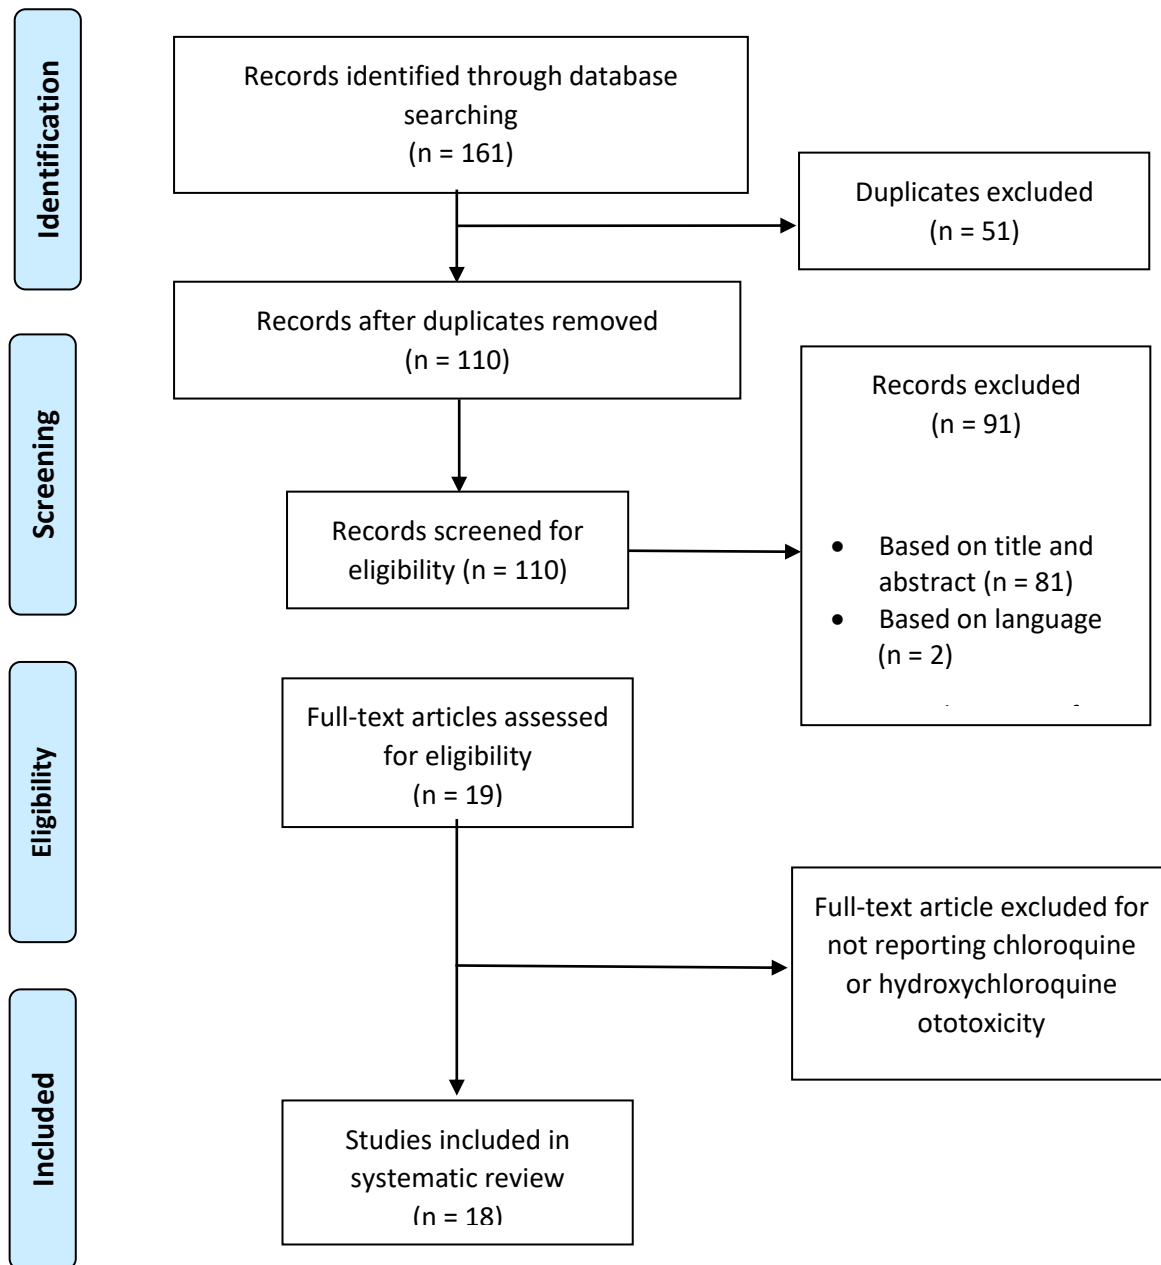 Identification
Records identified through database
searching
(n = 161)
Duplicates excluded
(n = 51)
Records after duplicates removed
(n = 110)
Screening
Records excluded
(n = 91)
• Based on title and
abstract (n = 81)
• Based on language
(n = 2)
Records screened for
eligibility (n = 110)
Eligibility
Full-text articles assessed
for eligibility
(n = 19)
Full-text article excluded for
not reporting chloroquine
or hydroxychloroquine
ototoxicity
Included
Studies included in
systematic review
(n = 18)